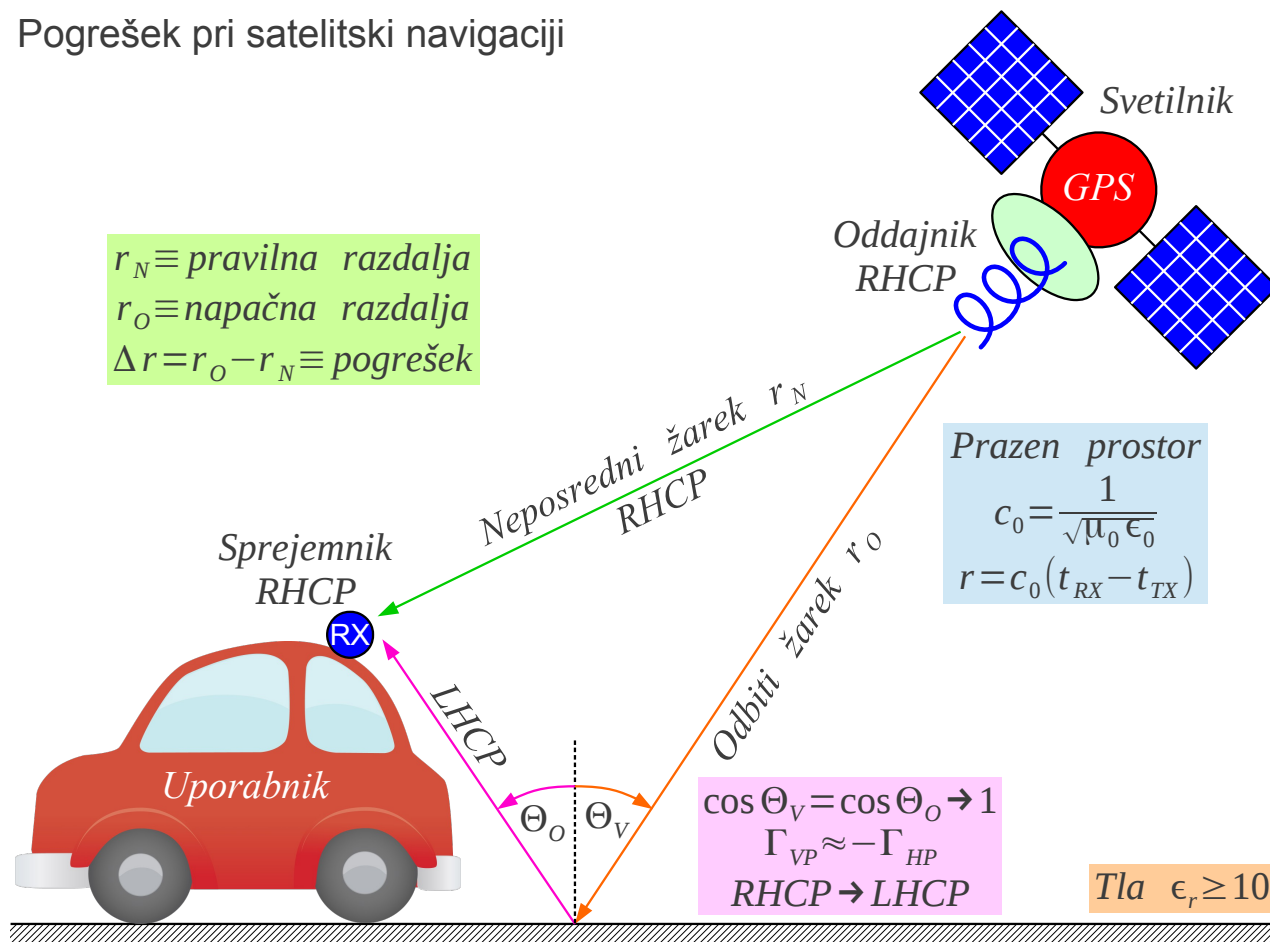 Pogrešek pri satelitski navigaciji
Svetilnik
GPS
Oddajnik
RHCP
r_N ≡ pravilna razdalja
r_O ≡ napačna razdalja
Δr = r_O − r_N ≡ pogrešek
Neposredni žarek r_N
RHCP
Prazen prostor
c_0 = 1/√(μ_0 ϵ_0)
r = c_0 (t_RX − t_TX)
Sprejemnik
RHCP
RX
LHCP
Odbiti žarek r_O
Uporabnik
Θ_O Θ_V
cos Θ_V = cos Θ_O → 1
Γ_VP ≈ −Γ_HP
RHCP → LHCP
Tla ϵ_r ≥ 10